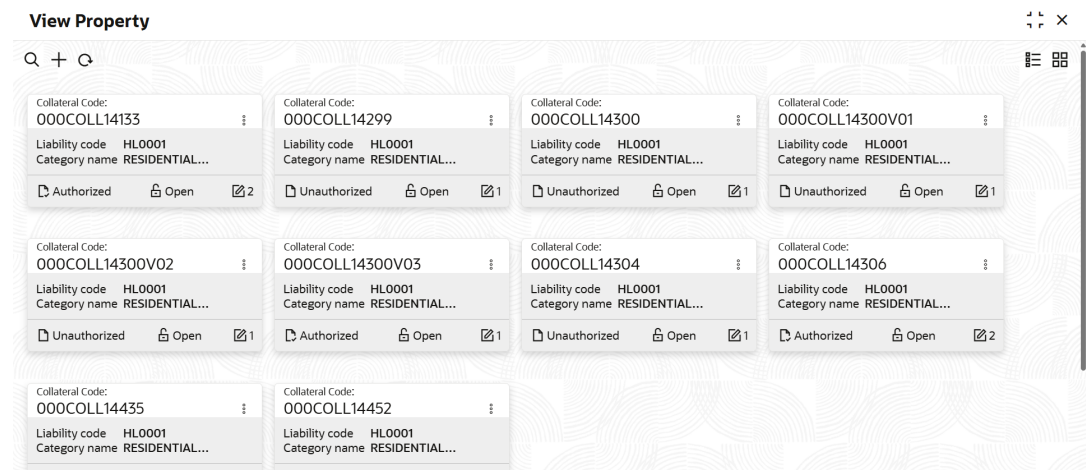 View Property
Collateral Code:
000COLL14133
Liability code HL0001
Category name RESIDENTIAL...
Authorized Open 2
Collateral Code:
000COLL14299
Liability code HL0001
Category name RESIDENTIAL...
Unauthorized Open 1
Collateral Code:
000COLL14300
Liability code HL0001
Category name RESIDENTIAL...
Unauthorized Open 1
Collateral Code:
000COLL14300V01
Liability code HL0001
Category name RESIDENTIAL...
Unauthorized Open 1
Collateral Code:
000COLL14300V02
Liability code HL0001
Category name RESIDENTIAL...
Unauthorized Open 1
Collateral Code:
000COLL14300V03
Liability code HL0001
Category name RESIDENTIAL...
Authorized Open 1
Collateral Code:
000COLL14304
Liability code HL0001
Category name RESIDENTIAL...
Unauthorized Open 1
Collateral Code:
000COLL14306
Liability code HL0001
Category name RESIDENTIAL...
Authorized Open 2
Collateral Code:
000COLL14435
Liability code HL0001
Category name RESIDENTIAL...
Collateral Code:
000COLL14452
Liability code HL0001
Category name RESIDENTIAL...